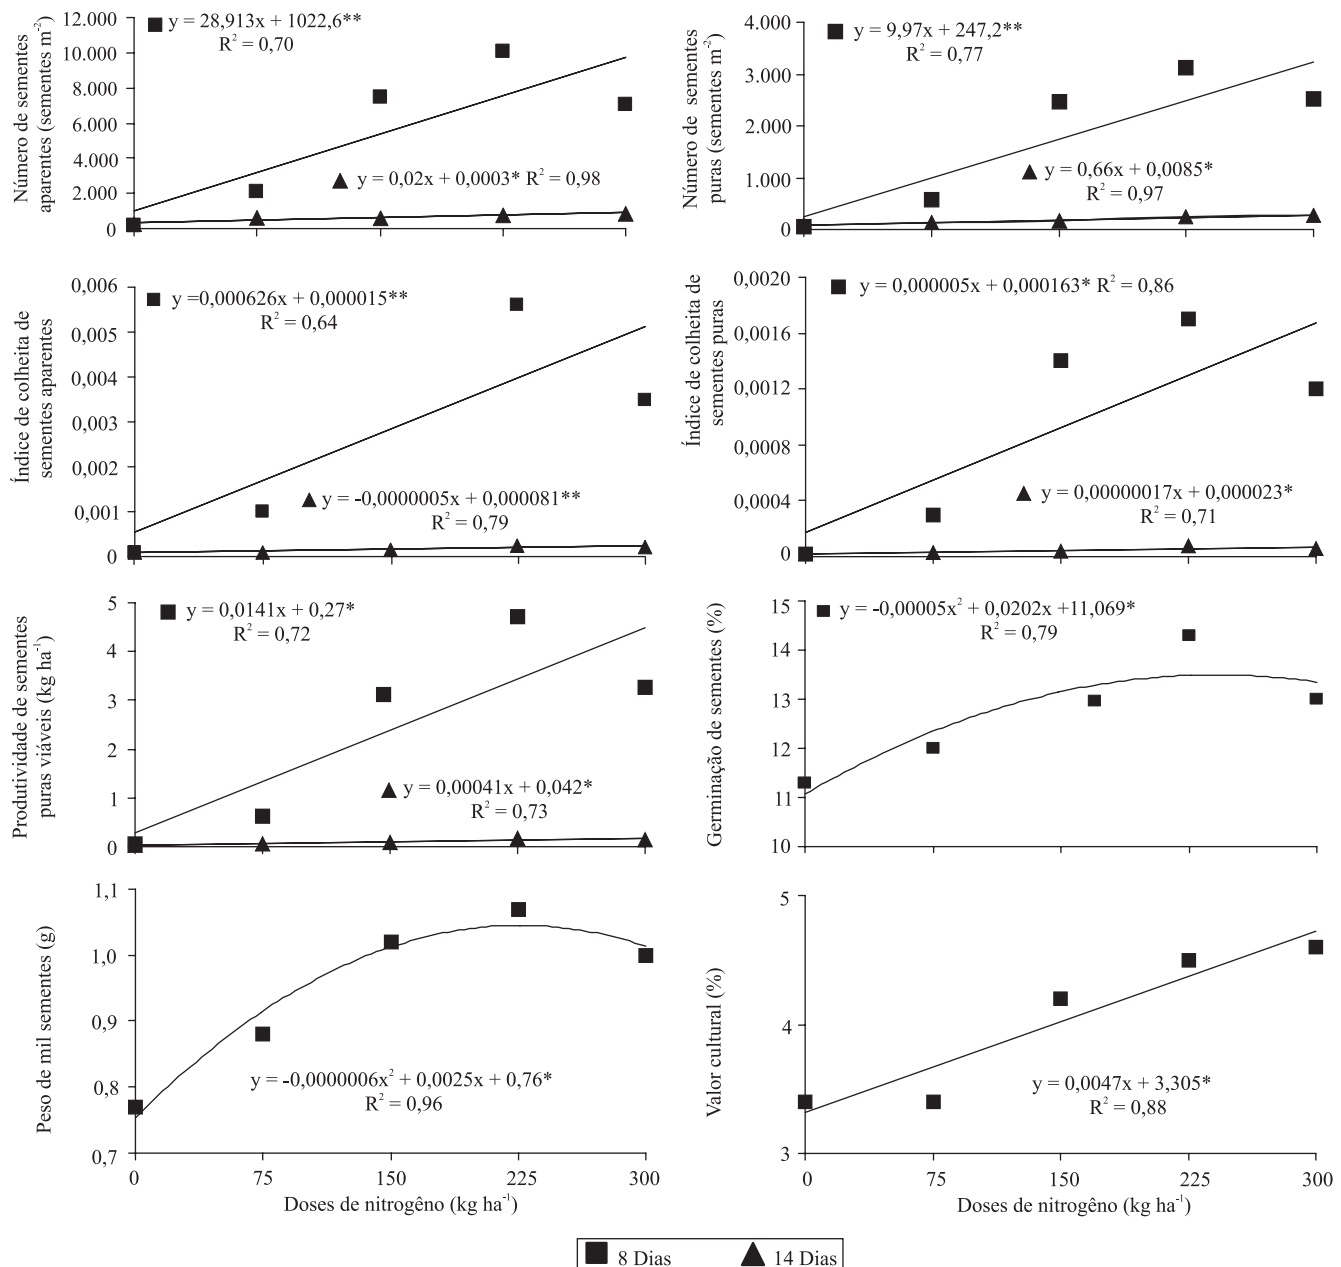 Número de sementes
aparentes (sementes m-2)
12.000
10.000
8.000
6.000
4.000
2.000
0
y = 28,913x + 1022,6**
R2 = 0,70
y = 0,02x + 0,0003* R2 = 0,98
Número de sementes
puras (sementes m-2)
4.000
3.000
2.000
1.000
0
y = 9,97x + 247,2**
R2 = 0,77
y = 0,66x + 0,0085*
R2 = 0,97
Índice de colheita de
sementes aparentes
0,006
0,005
0,004
0,003
0,002
0,001
0
y =0,000626x + 0,000015**
R2 = 0,64
y = -0,0000005x + 0,000081**
R2 = 0,79
Índice de colheita de
sementes puras
0,0020
0,0016
0,0012
0,0008
0,0004
0
y = 0,000005x + 0,000163* R2 = 0,86
y = 0,00000017x + 0,000023*
R2 = 0,71
Produtividade de sementes
puras viáveis (kg ha-1)
5
4
3
2
1
0
y = 0,0141x + 0,27*
R2 = 0,72
y = 0,00041x + 0,042*
R2 = 0,73
Germinação de sementes (%)
15
14
13
12
11
10
y = -0,00005x2 + 0,0202x +11,069*
R2 = 0,79
Peso de mil sementes (g)
1,1
1,0
0,9
0,8
0,7
y = -0,0000006x2 + 0,0025x + 0,76*
R2 = 0,96
0 75 150 225 300
Doses de nitrogêno (kg ha-1)
Valor cultural (%)
5
4
3
y = 0,0047x + 3,305*
R2 = 0,88
0 75 150 225 300
Doses de nitrogêno (kg ha-1)
8 Dias 14 Dias